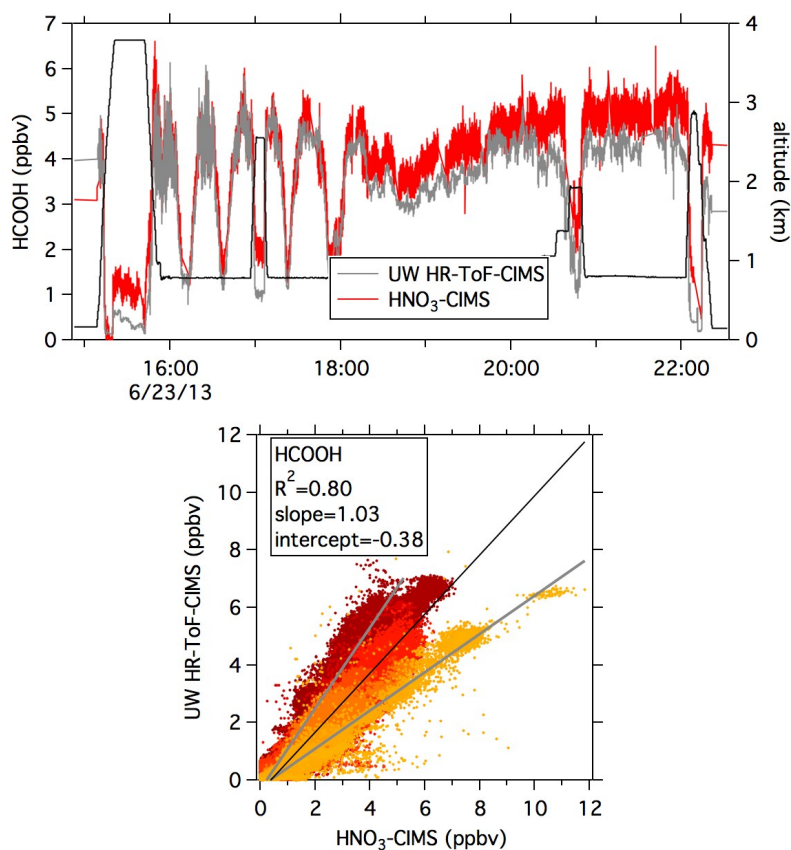 7
6
5
4
3
2
1
0
HCOOH (ppbv)
4
3
2
1
0
altitude (km)
UW HR-ToF-CIMS
HNO₃-CIMS
16:00 18:00 20:00 22:00
6/23/13
12
10
8
6
4
2
0
UW HR-ToF-CIMS (ppbv)
HCOOH
R²=0.80
slope=1.03
intercept=-0.38
0 2 4 6 8 10 12
HNO₃-CIMS (ppbv)